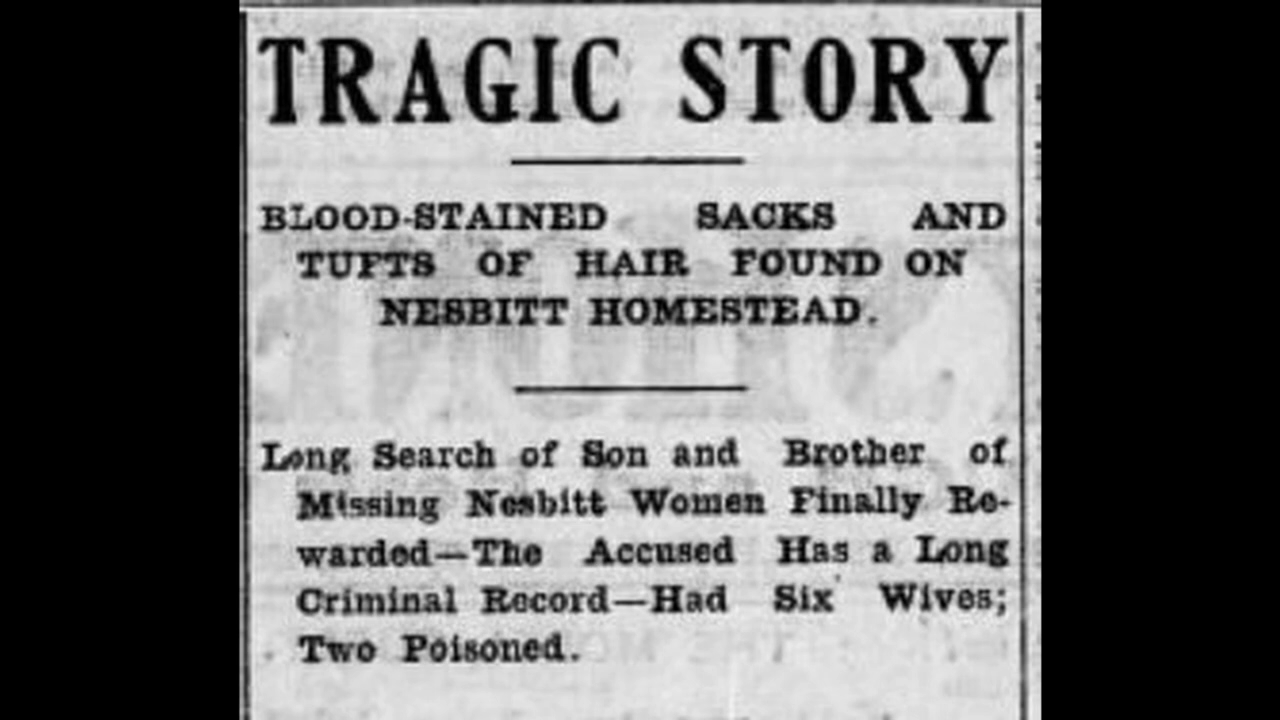 TRAGIC STORY
BLOOD-STAINED SACKS AND
TUFTS OF HAIR FOUND ON
NESBITT HOMESTEAD.
Long Search of Son and Brother of
Missing Nesbitt Women Finally Re-
warded—The Accused Has a Long
Criminal Record—Had Six Wives;
Two Poisoned.